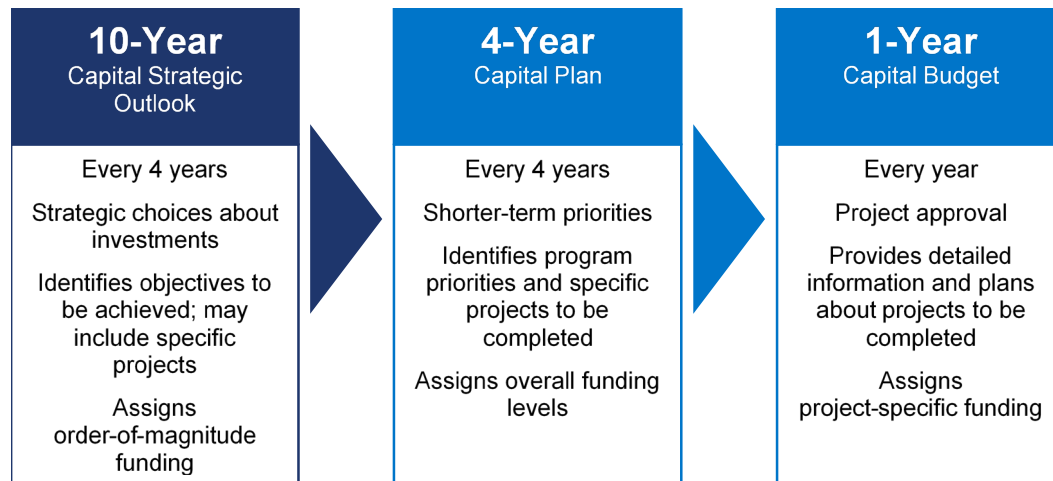 10-Year
Capital Strategic
Outlook
Every 4 years
Strategic choices about
investments
Identifies objectives to
be achieved; may
include specific
projects
Assigns
order-of-magnitude
funding
4-Year
Capital Plan
Every 4 years
Shorter-term priorities
Identifies program
priorities and specific
projects to be
completed
Assigns overall funding
levels
1-Year
Capital Budget
Every year
Project approval
Provides detailed
information and plans
about projects to be
completed
Assigns
project-specific funding